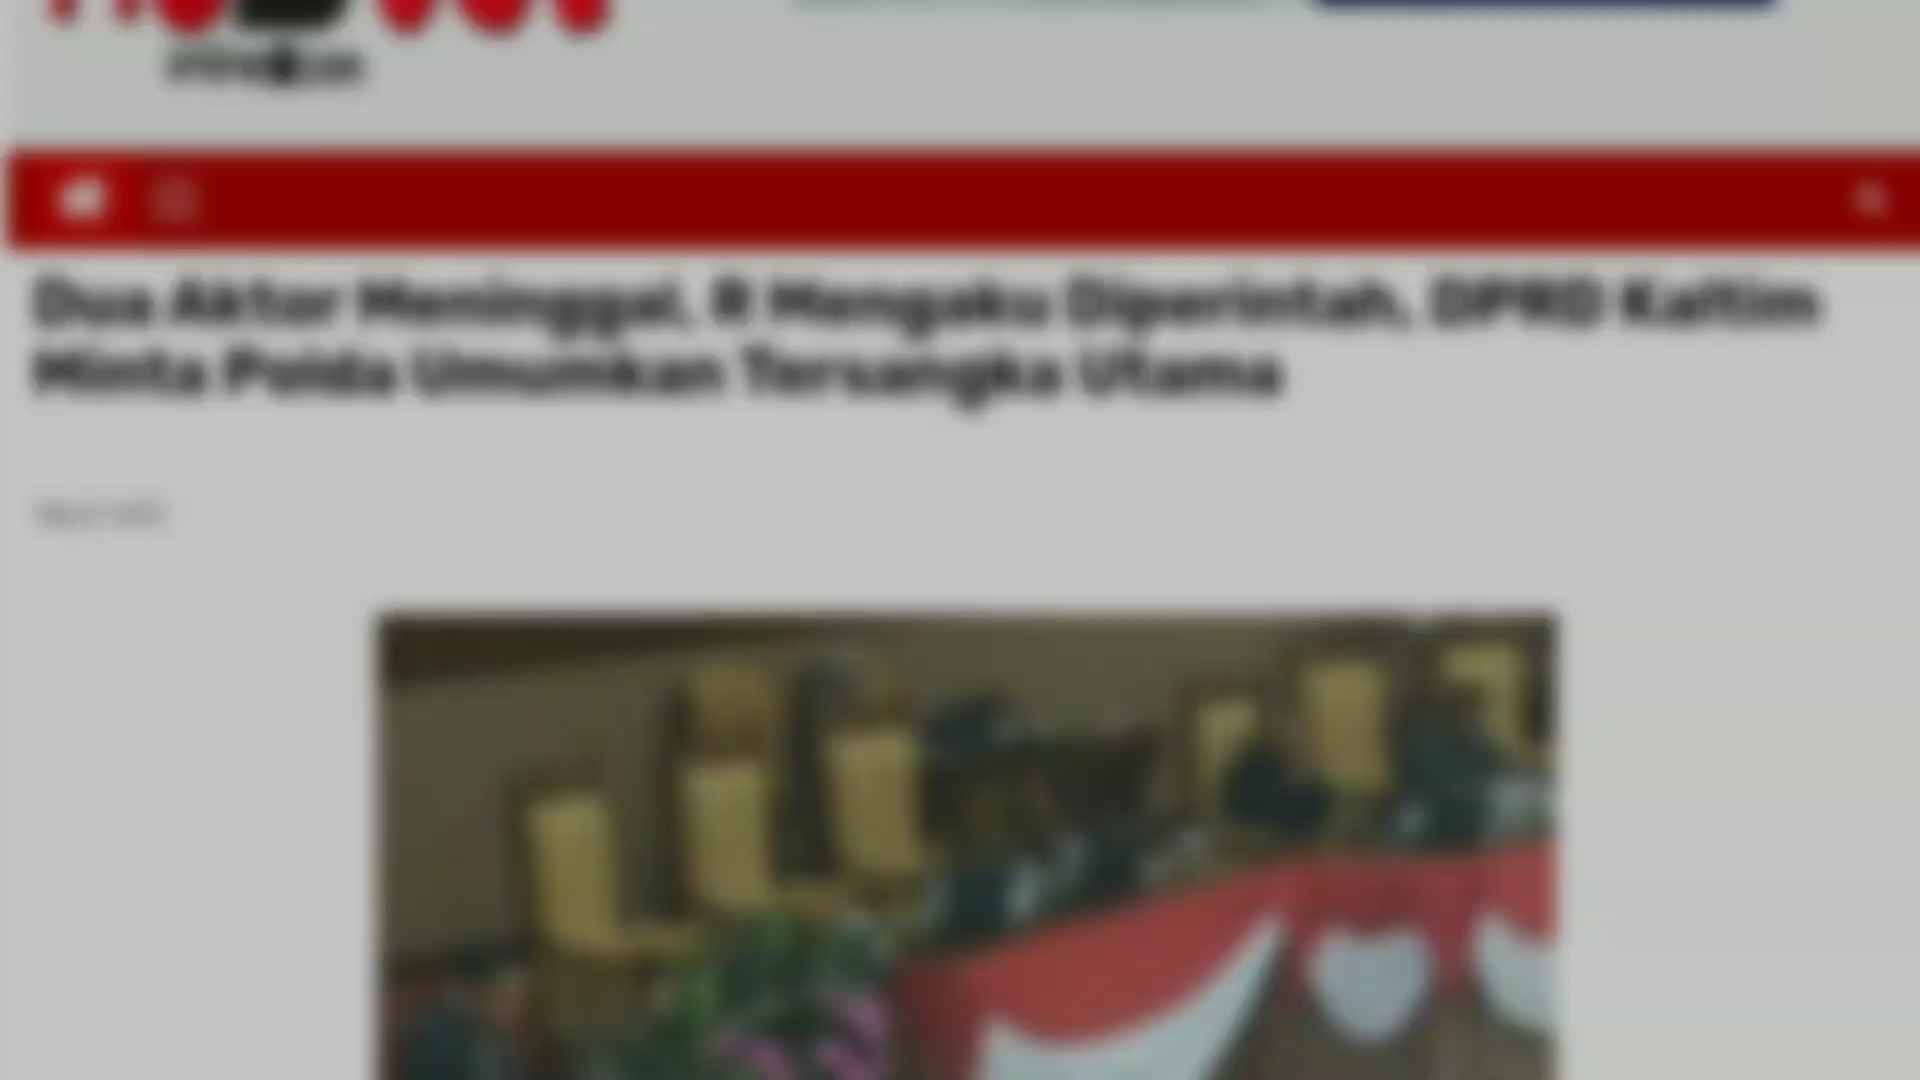 Dua Aktor Meninggal, R Mengaku Diperintah, DPRD Kaltim
Minta Polda Umumkan Tersangka Utama